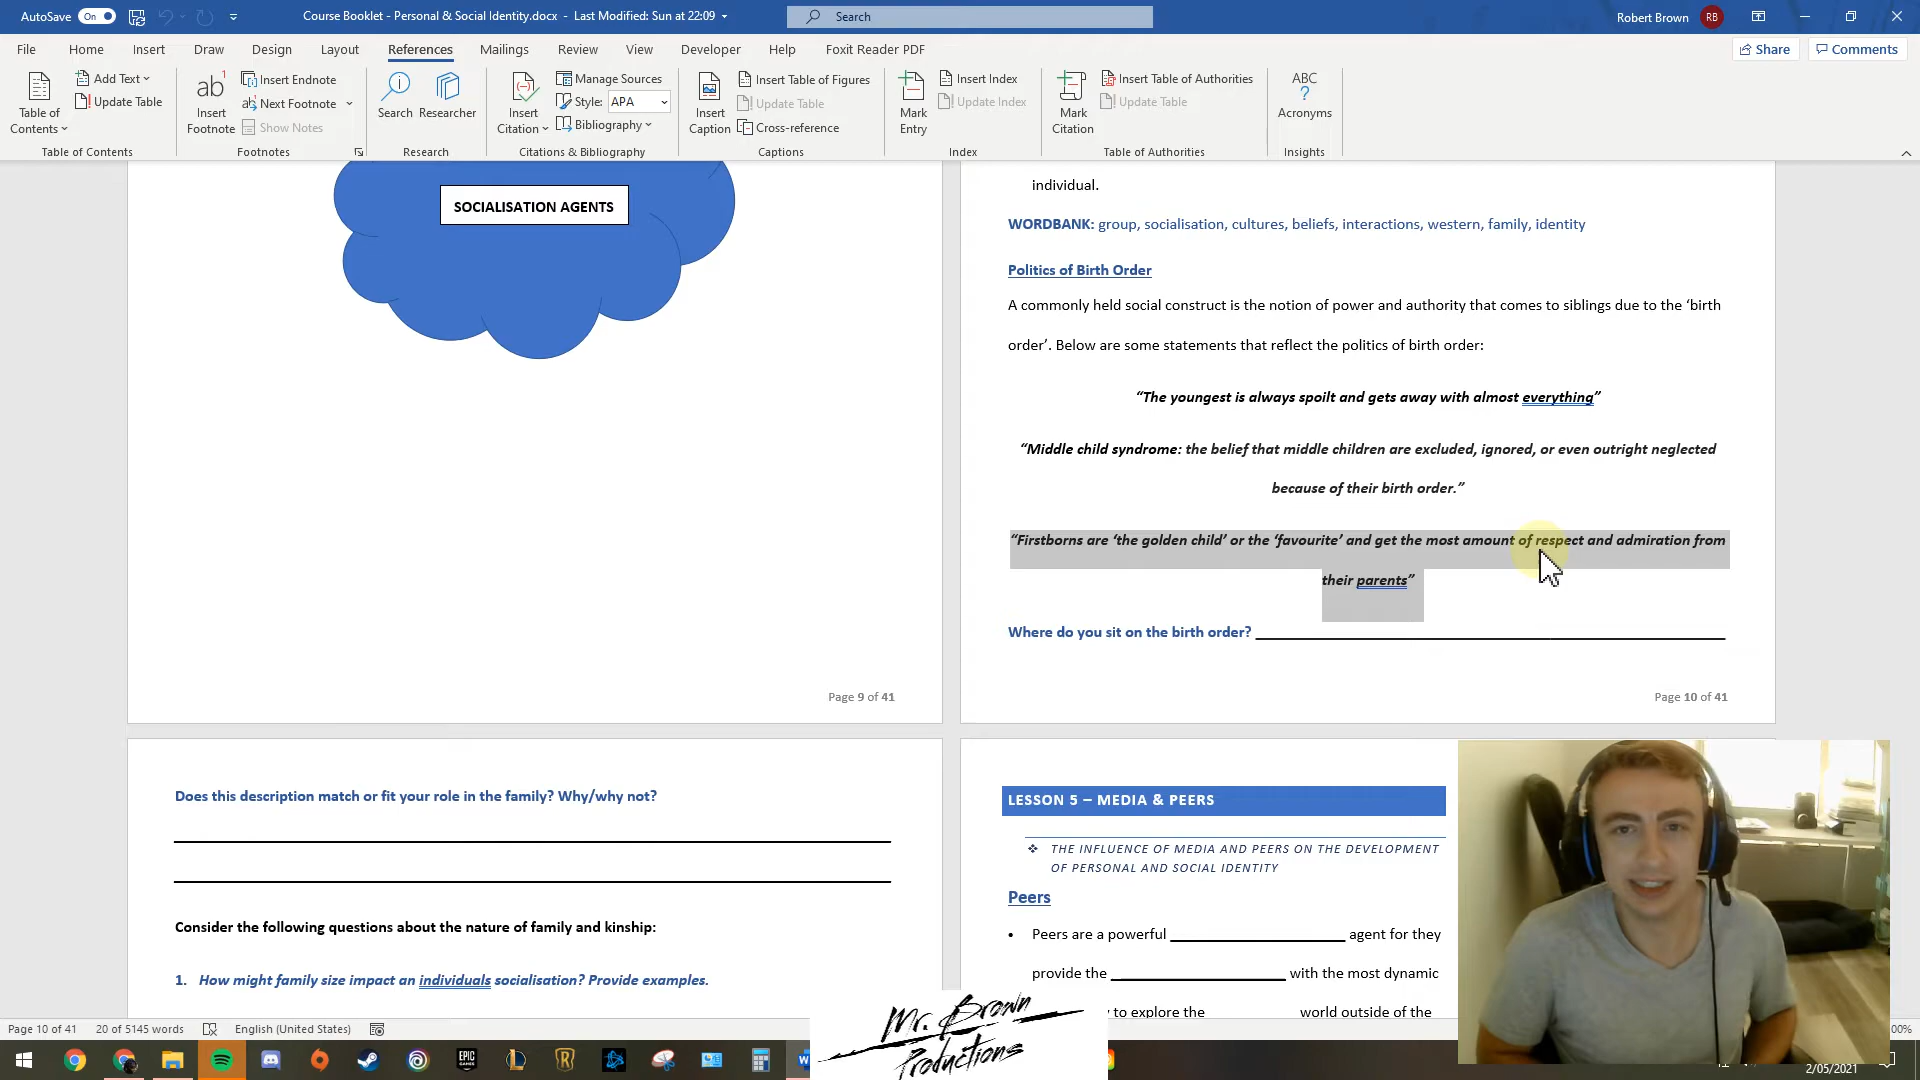 AutoSave On
Course Booklet - Personal & Social Identity.docx - Last Modified: Sun at 22:09
Search
Robert Brown RB
File Home Insert Draw Design Layout References Mailings Review View Developer Help Foxit Reader PDF
Share Comments
Table of Contents
Add Text
Update Table
Table of Contents
ab
Insert Footnote
Insert Endnote
Next Footnote
Show Notes
Footnotes
Search
Researcher
Research
Insert Citation
Manage Sources
Style: APA
Bibliography
Citations & Bibliography
Insert Caption
Insert Table of Figures
Update Table
Cross-reference
Captions
Mark Entry
Insert Index
Update Index
Index
Mark Citation
Insert Table of Authorities
Update Table
Table of Authorities
ABC
?
Acronyms
Insights
SOCIALISATION AGENTS
Page 9 of 41
individual.
WORDBANK: group, socialisation, cultures, beliefs, interactions, western, family, identity
Politics of Birth Order
A commonly held social construct is the notion of power and authority that comes to siblings due to the ‘birth
order’. Below are some statements that reflect the politics of birth order:
“The youngest is always spoilt and gets away with almost everything”
“Middle child syndrome: the belief that middle children are excluded, ignored, or even outright neglected
because of their birth order.”
“Firstborns are ‘the golden child’ or the ‘favourite’ and get the most amount of respect and admiration from
their parents”
Where do you sit on the birth order?
Page 10 of 41
Does this description match or fit your role in the family? Why/why not?
Consider the following questions about the nature of family and kinship:
1. How might family size impact an individuals socialisation? Provide examples.
LESSON 5 – MEDIA & PEERS
❖ THE INFLUENCE OF MEDIA AND PEERS ON THE DEVELOPMENT
OF PERSONAL AND SOCIAL IDENTITY
Peers
• Peers are a powerful ____ agent for they
provide the ____ with the most dynamic
to explore the ____ world outside of the
Page 10 of 41 20 of 5145 words English (United States)
Mr. Brown
Productions
EPIC GAMES
2/05/2021